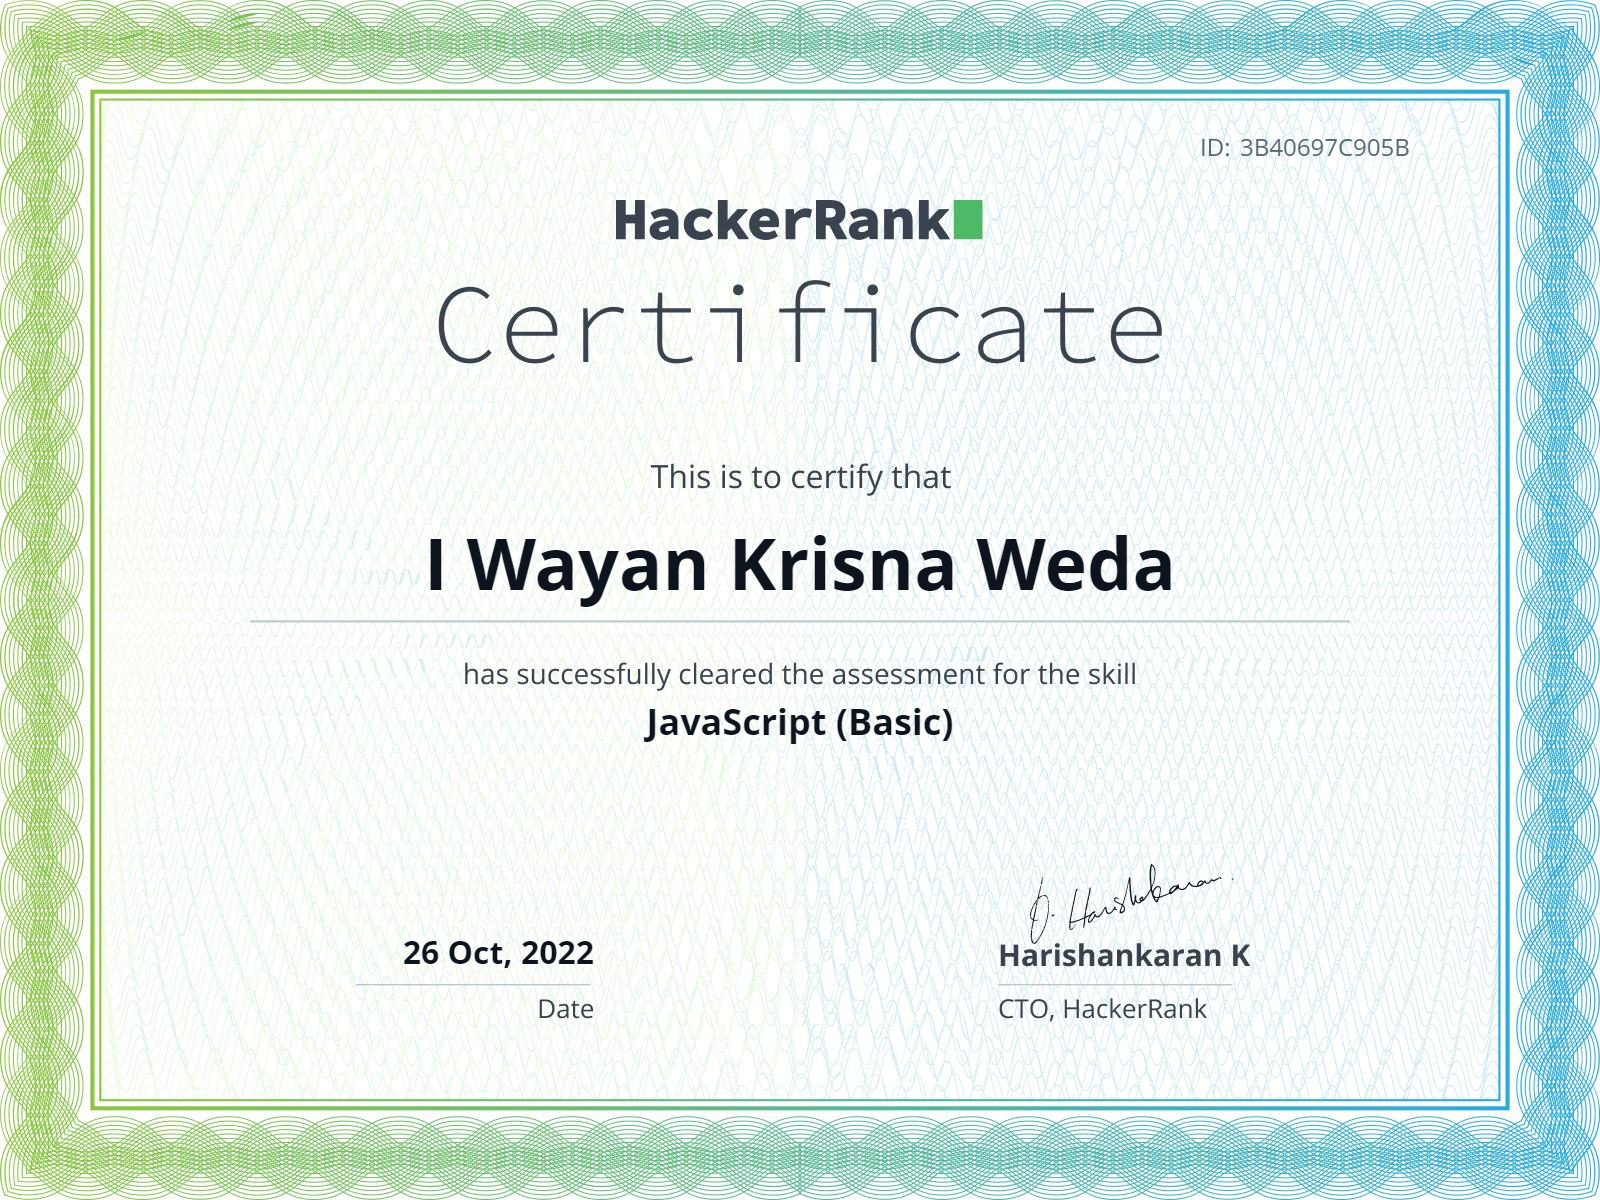 ID: 3B40697C905B
HackerRank
Certificate
This is to certify that
I Wayan Krisna Weda
has successfully cleared the assessment for the skill
JavaScript (Basic)
26 Oct, 2022
Date
Harishankaran K
CTO, HackerRank